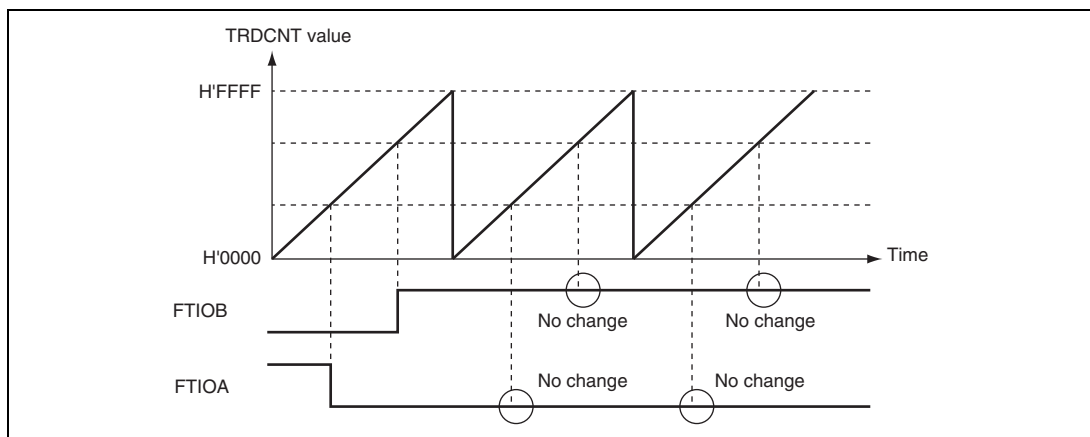 TRDCNT value
H'FFFF
H'0000
Time
FTIOB
No change
No change
FTIOA
No change
No change